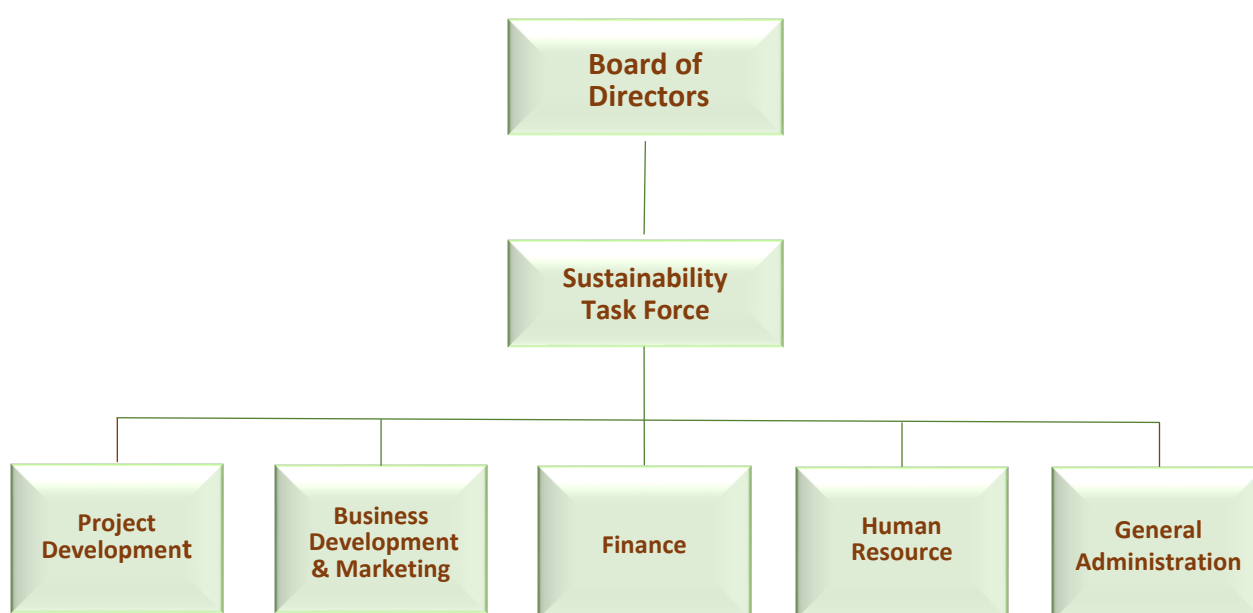 Board of
Directors
Sustainability
Task Force
Project
Development
Business
Development
& Marketing
Finance
Human
Resource
General
Administration